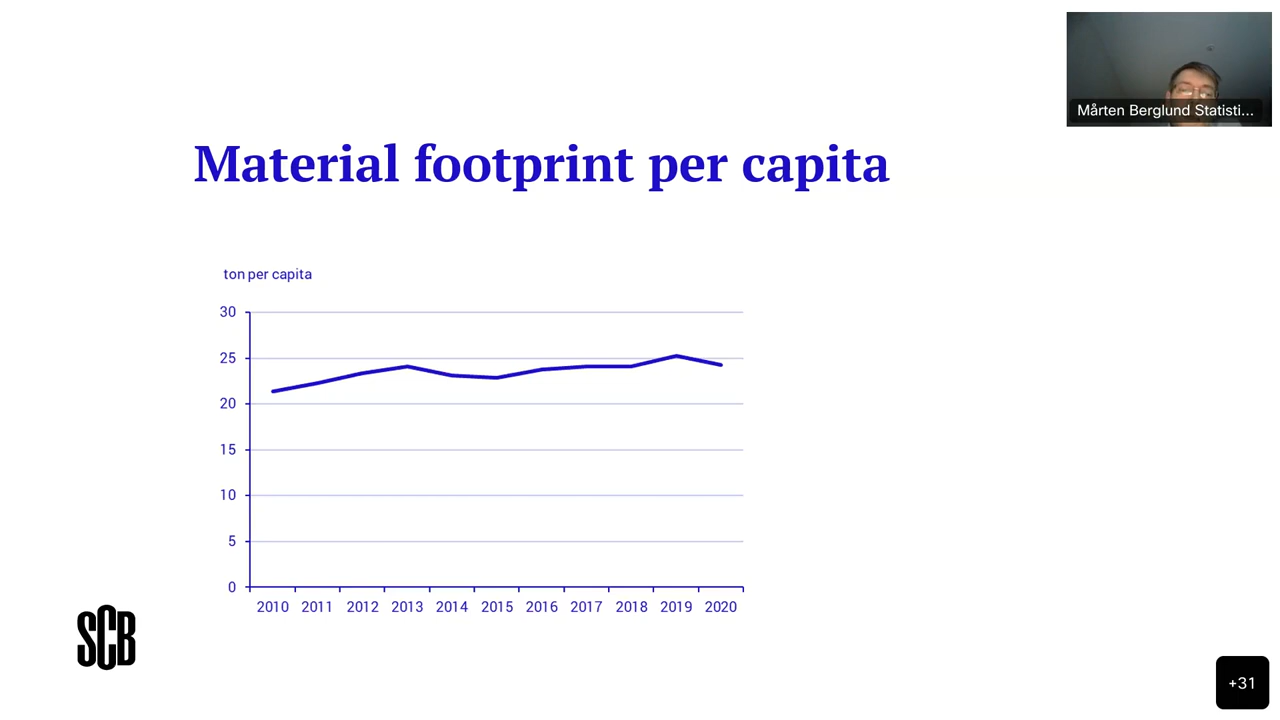 Mårten Berglund Statisti...
Material footprint per capita
ton per capita
30
25
20
15
10
5
0
2010 2011 2012 2013 2014 2015 2016 2017 2018 2019 2020
SCB
+31